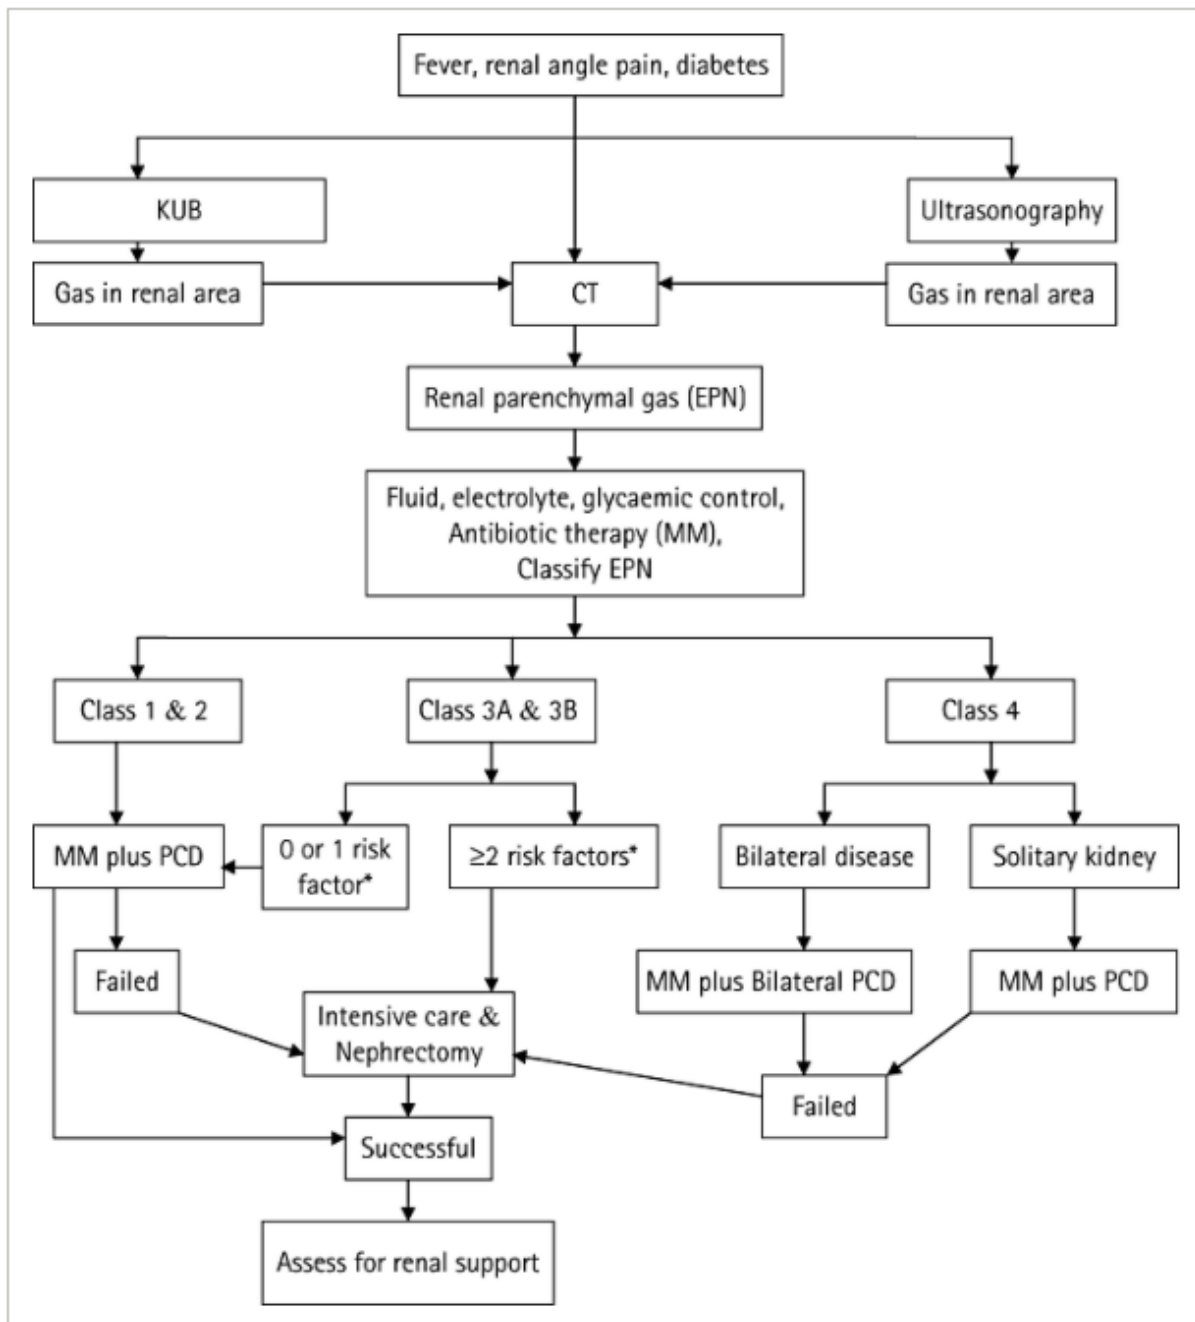 Fever, renal angle pain, diabetes
KUB
Ultrasonography
Gas in renal area
CT
Gas in renal area
Renal parenchymal gas (EPN)
Fluid, electrolyte, glycaemic control,
Antibiotic therapy (MM),
Classify EPN
Class 1 & 2
Class 3A & 3B
Class 4
MM plus PCD
0 or 1 risk
factor*
≥2 risk factors*
Bilateral disease
Solitary kidney
Failed
Intensive care &
Nephrectomy
MM plus Bilateral PCD
MM plus PCD
Failed
Successful
Assess for renal support